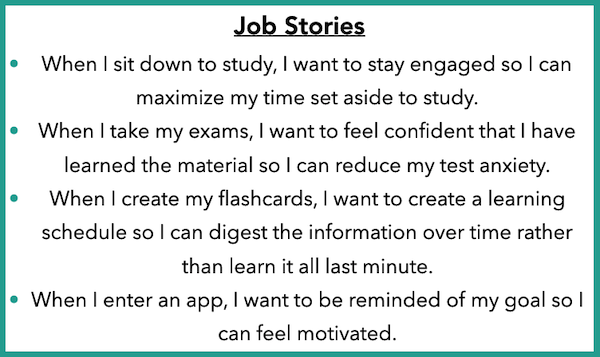 Job Stories
• When I sit down to study, I want to stay engaged so I can
maximize my time set aside to study.
• When I take my exams, I want to feel confident that I have
learned the material so I can reduce my test anxiety.
• When I create my flashcards, I want to create a learning
schedule so I can digest the information over time rather
than learn it all last minute.
• When I enter an app, I want to be reminded of my goal so I
can feel motivated.